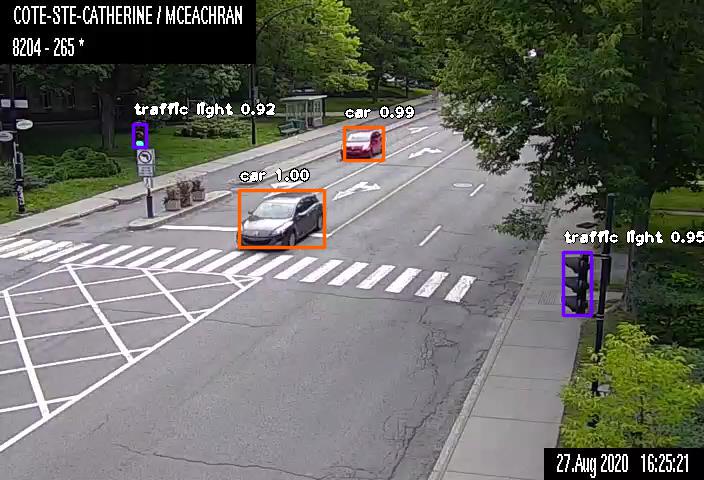 COTE-STE-CATHERINE / MCEACHRAN
8204 - 265 *
traffic light 0.92
car 0.99
car 1.00
traffic light 0.95
27.Aug 2020 16:25:21